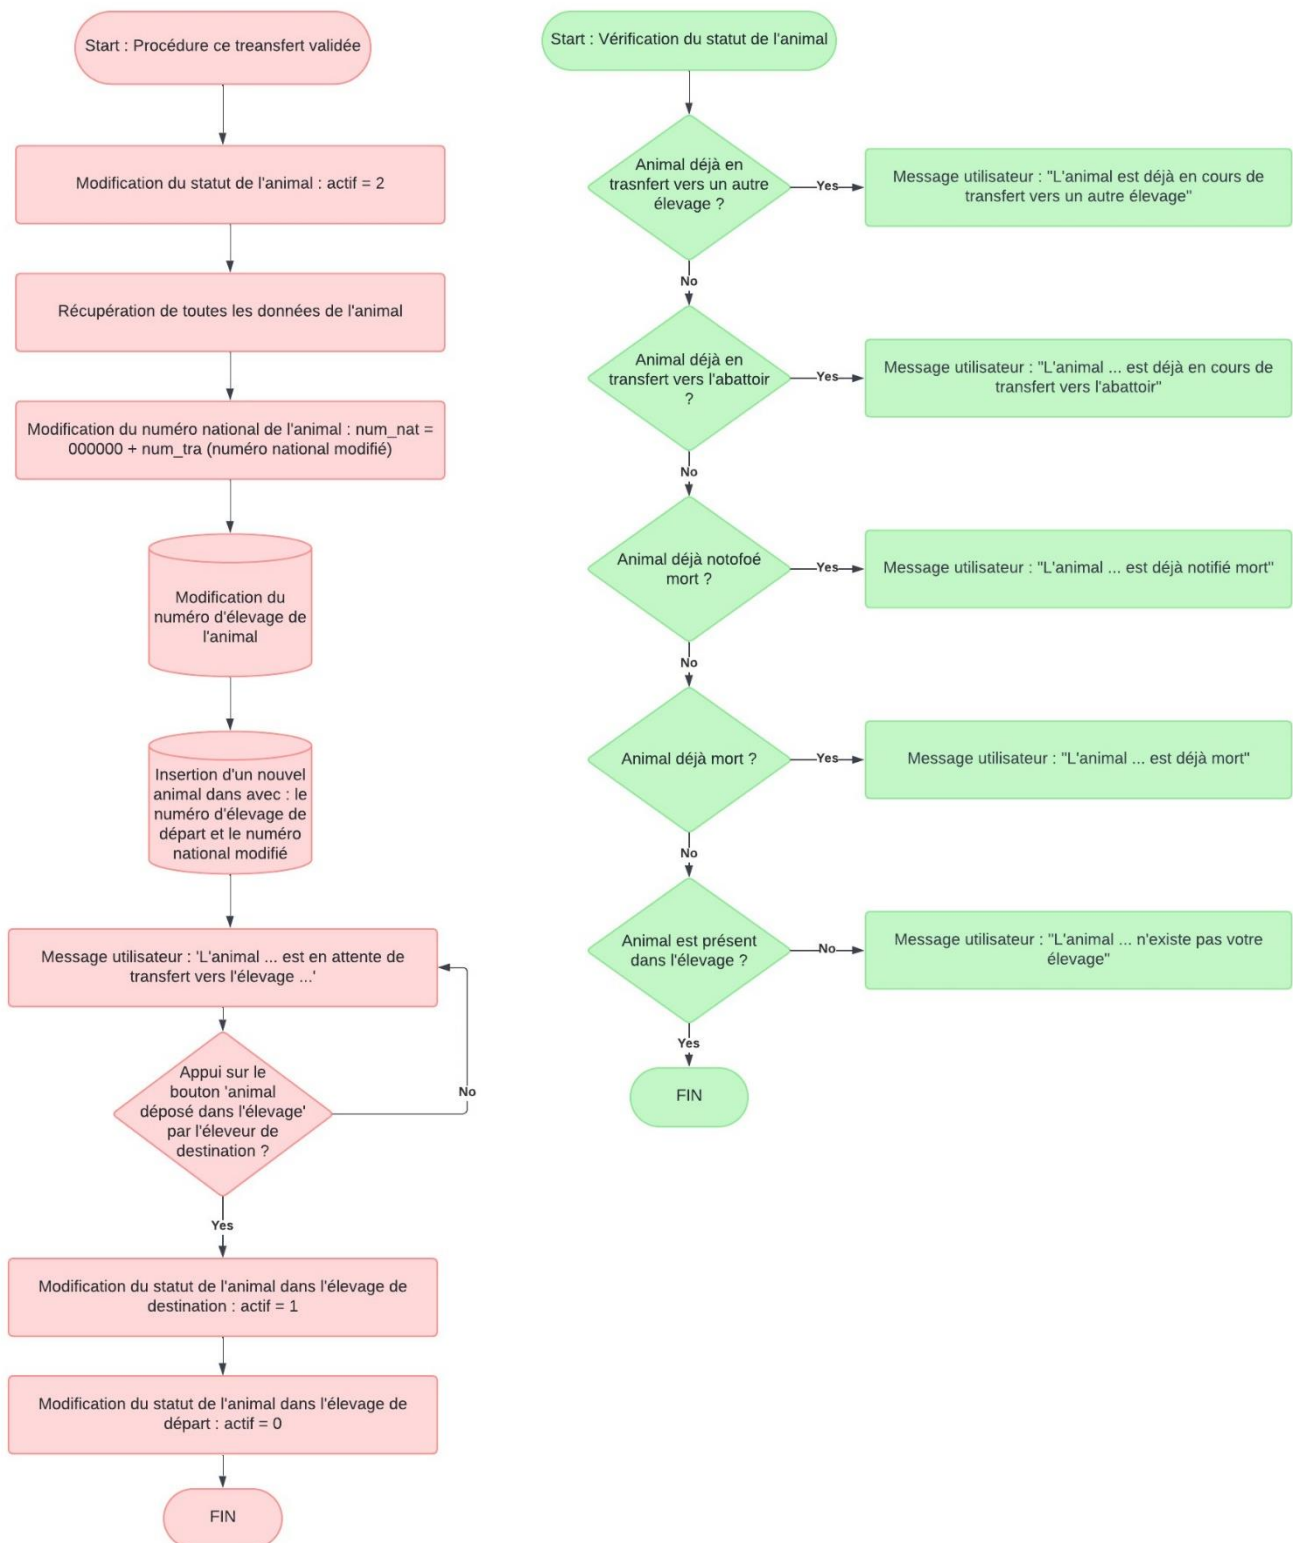 Start : Procédure ce treansfert validée
Modification du statut de l'animal : actif = 2
Récupération de toutes les données de l'animal
Modification du numéro national de l'animal : num_nat =
000000 + num_tra (numéro national modifié)
Modification du
numéro d'élevage de
l'animal
Insertion d'un nouvel
animal dans avec : le
numéro d'élevage de
départ et le numéro
national modifié
Message utilisateur : 'L'animal ... est en attente de
transfert vers l'élevage ...'
Appui sur le
bouton 'animal
déposé dans l'élevage'
par l'éleveur de
destination ?
No
Yes
Modification du statut de l'animal dans l'élevage de
destination : actif = 1
Modification du statut de l'animal dans l'élevage de
départ : actif = 0
FIN
Start : Vérification du statut de l'animal
Animal déjà en
trasnfert vers un autre
élevage ?
Yes
Message utilisateur : "L'animal est déjà en cours de
transfert vers un autre élevage"
No
Animal déjà en
transfert vers l'abattoir
?
Yes
Message utilisateur : "L'animal ... est déjà en cours de
transfert vers l'abattoir"
No
Animal déjà notofoé
mort ?
Yes
Message utilisateur : "L'animal ... est déjà notifié mort"
No
Animal déjà mort ?
Yes
Message utilisateur : "L'animal ... est déjà mort"
No
Animal est présent
dans l'élevage ?
No
Message utilisateur : "L'animal ... n'existe pas votre
élevage"
Yes
FIN